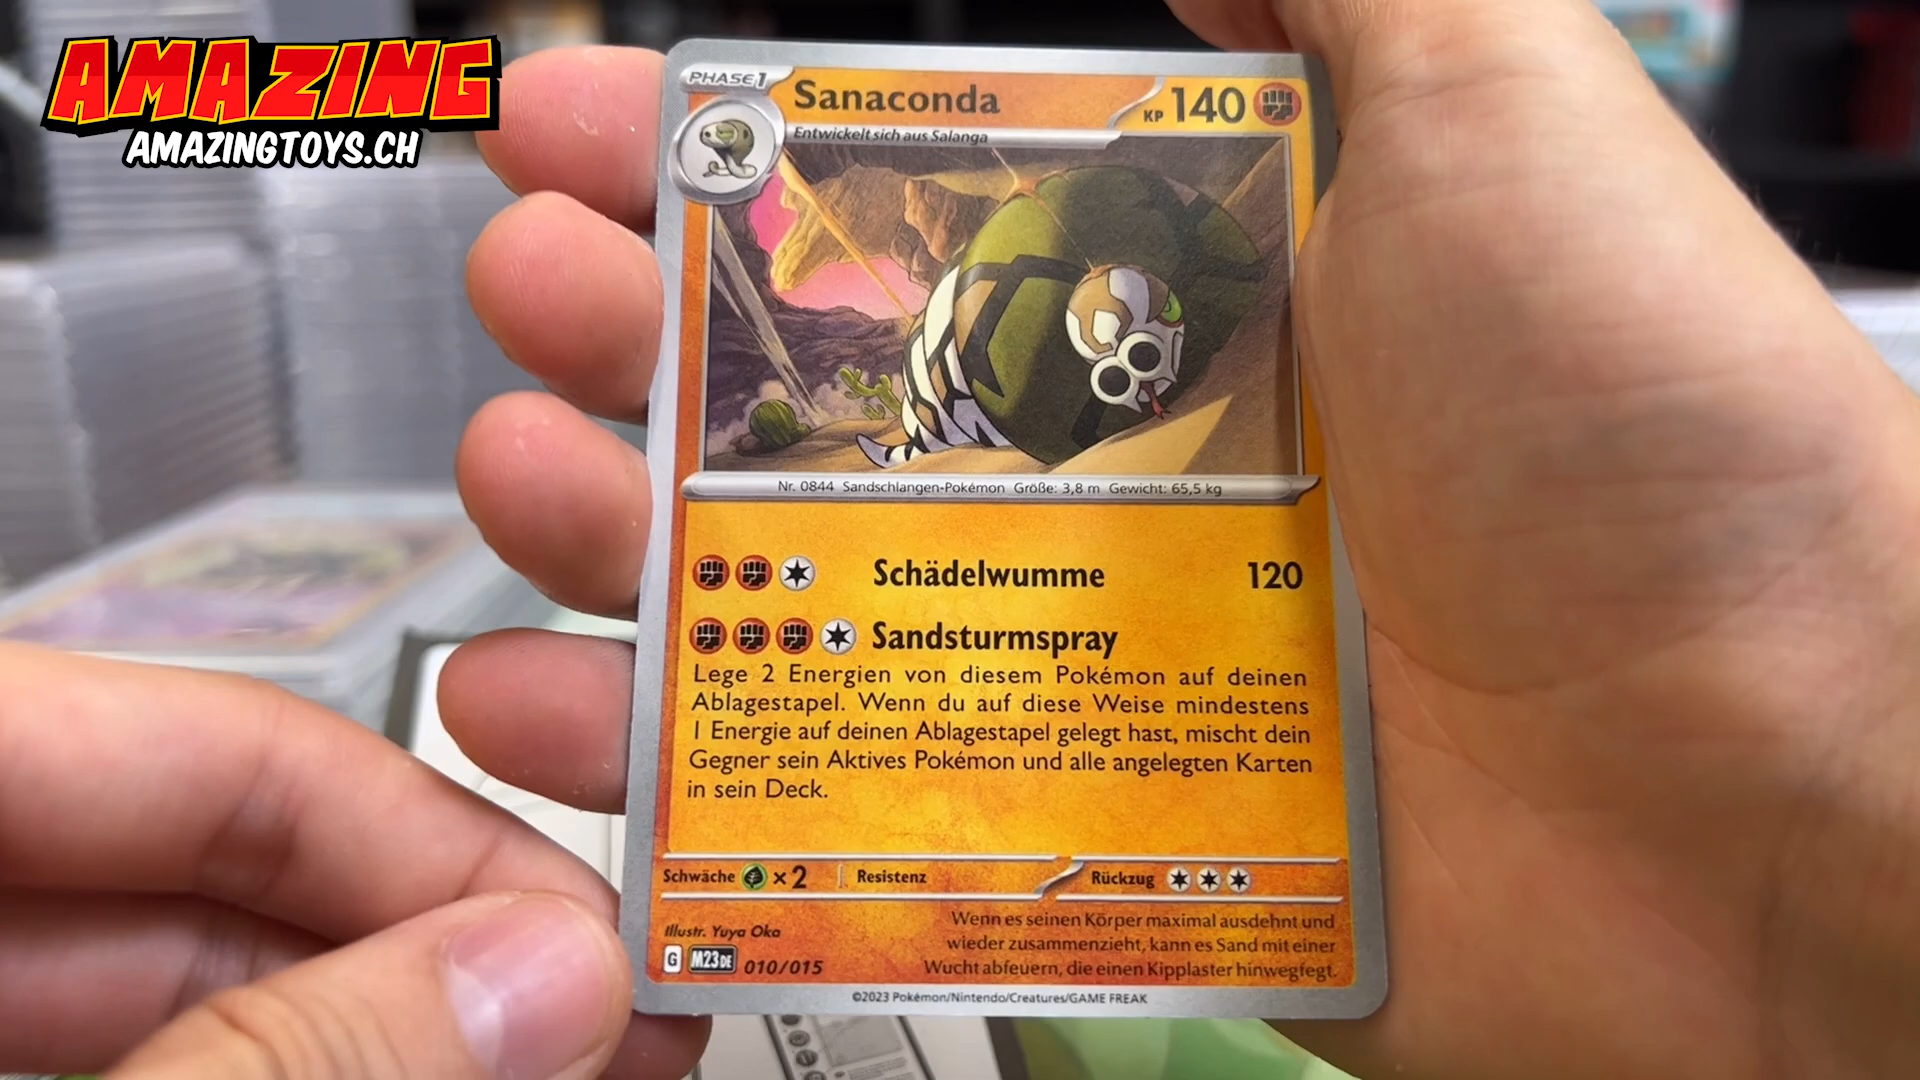 AMAZING
AMAZINGTOYS.CH
PHASE 1
Sanaconda
KP 140
Entwickelt sich aus Salanga
Nr. 0844 Sandschlangen-Pokémon Größe: 3,8 m Gewicht: 65,5 kg
Schädelwumme 120
Sandsturmspray
Lege 2 Energien von diesem Pokémon auf deinen
Ablagestapel. Wenn du auf diese Weise mindestens
1 Energie auf deinen Ablagestapel gelegt hast, mischt dein
Gegner sein Aktives Pokémon und alle angelegten Karten
in sein Deck.
Schwäche ×2 Resistenz Rückzug
Illustr. Yuya Oka
G M23 DE 010/015
Wenn es seinen Körper maximal ausdehnt und
wieder zusammenzieht, kann es Sand mit einer
Wucht abfeuern, die einen Kipplaster hinwegfegt.
©2023 Pokémon/Nintendo/Creatures/GAME FREAK